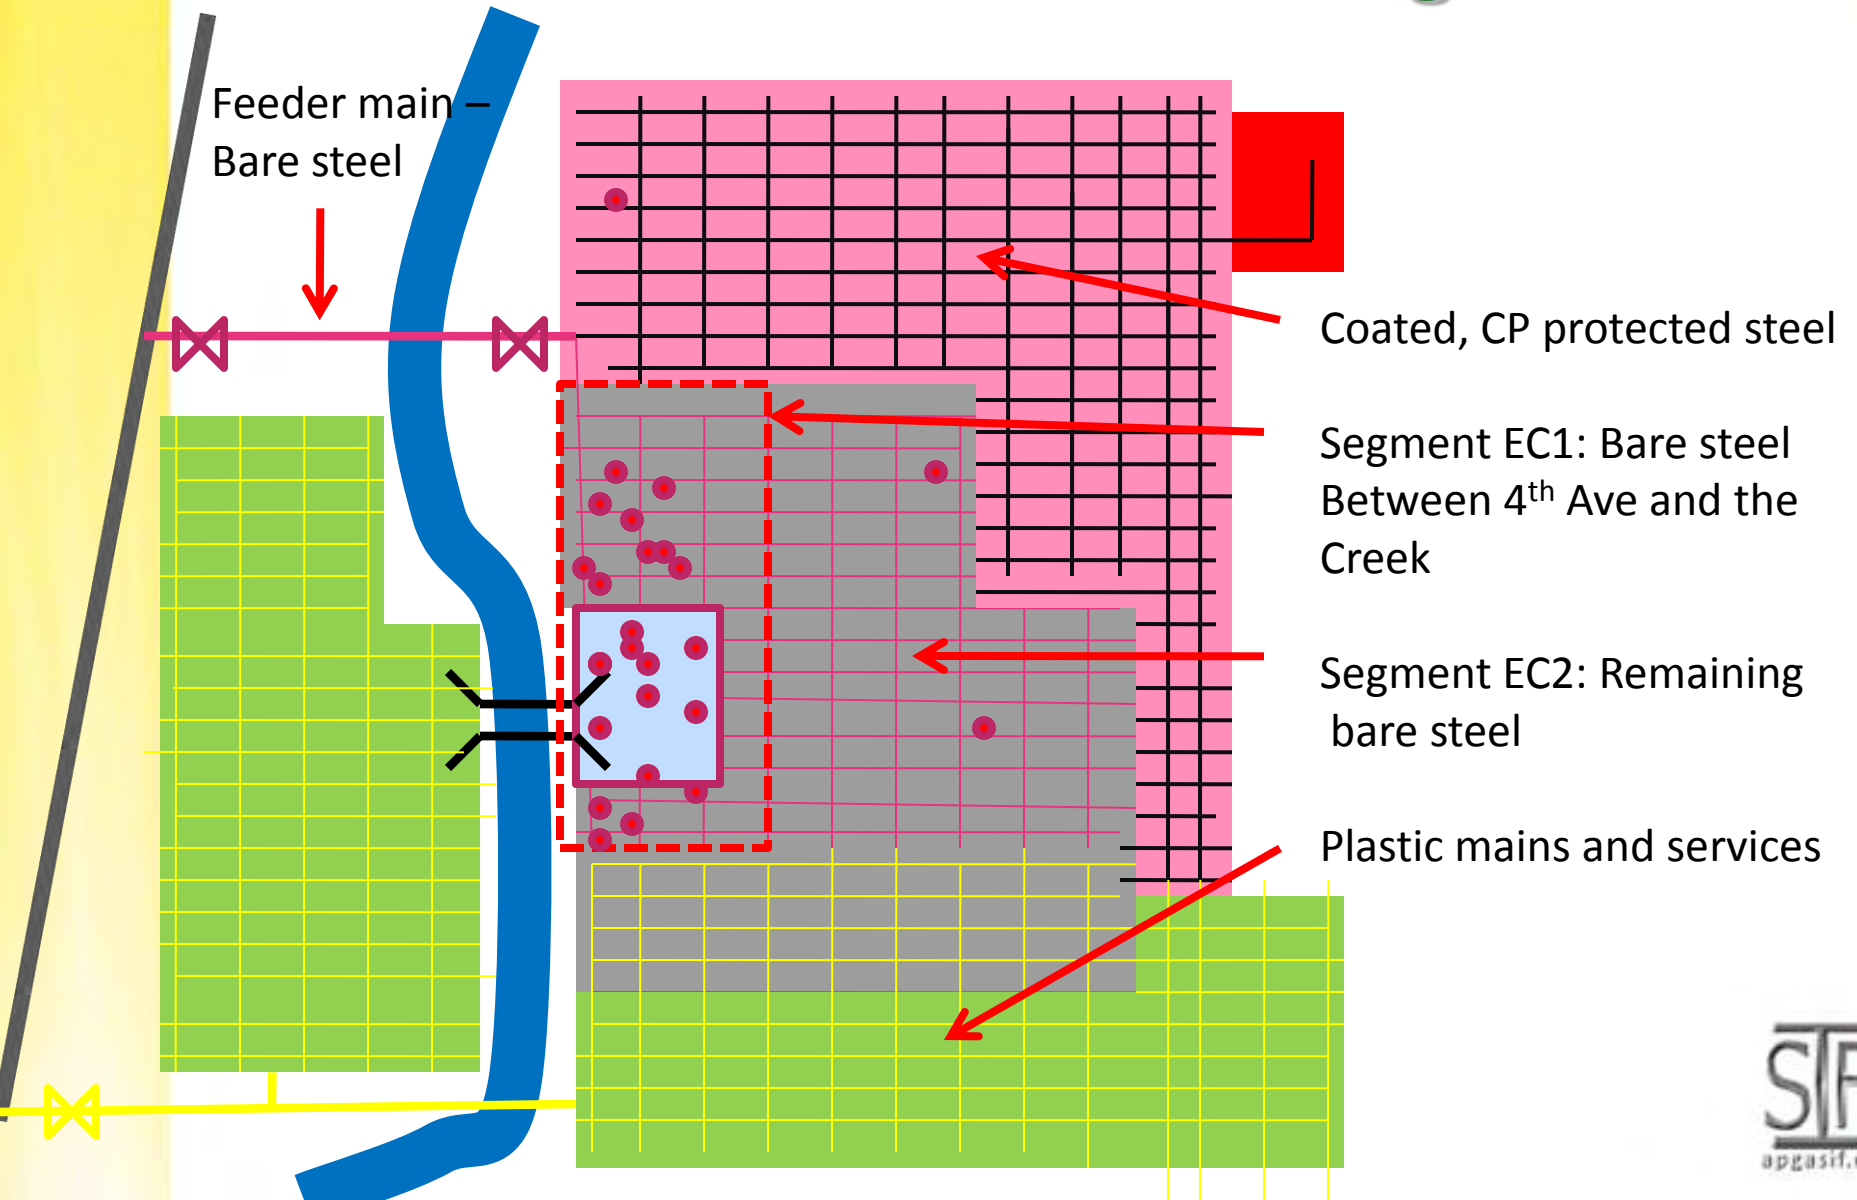 Feeder main –
Bare steel
Coated, CP protected steel
Segment EC1: Bare steel
Between 4th Ave and the
Creek
Segment EC2: Remaining
bare steel
Plastic mains and services